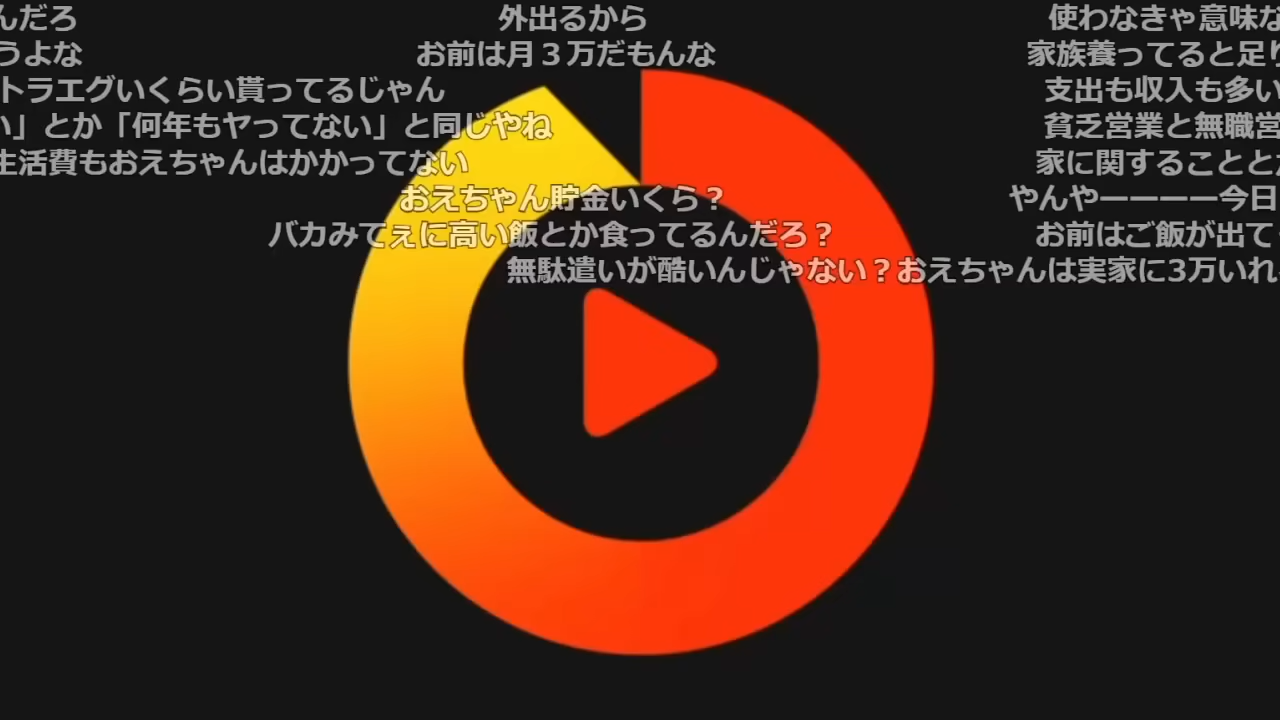 んだろ
外出るから
使わなきゃ意味な
うよな
お前は月３万だもんな
家族養ってると足り
トラエグいくらい貰ってるじゃん
支出も収入も多い
い」とか「何年もヤってない」と同じやね
貧乏営業と無職営
生活費もおえちゃんはかかってない
家に関することと
おえちゃん貯金いくら？
やんやーーーー今日
バカみてぇに高い飯とか食ってるんだろ？
お前はご飯が出て
無駄遣いが酷いんじゃない？おえちゃんは実家に3万いれ